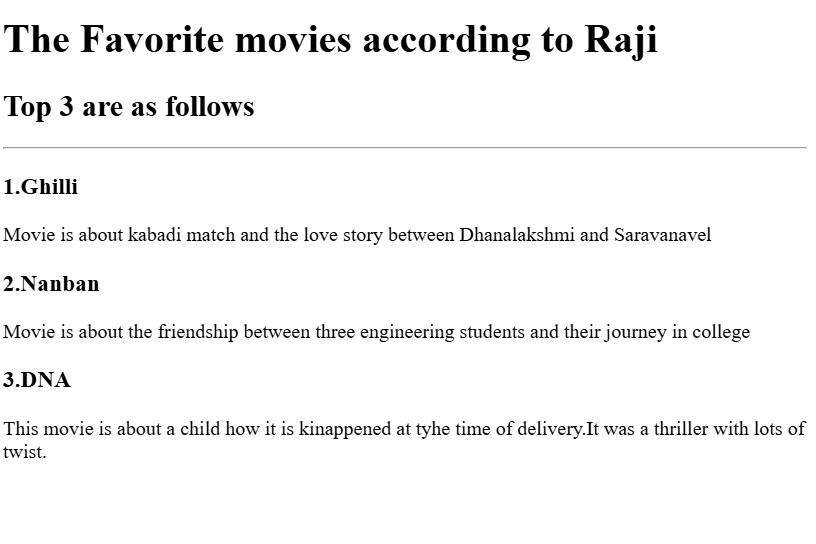 The Favorite movies according to Raji
Top 3 are as follows
1.Ghilli
Movie is about kabadi match and the love story between Dhanalakshmi and Saravanavel
2.Nanban
Movie is about the friendship between three engineering students and their journey in college
3.DNA
This movie is about a child how it is kinappened at tyhe time of delivery.It was a thriller with lots of
twist.